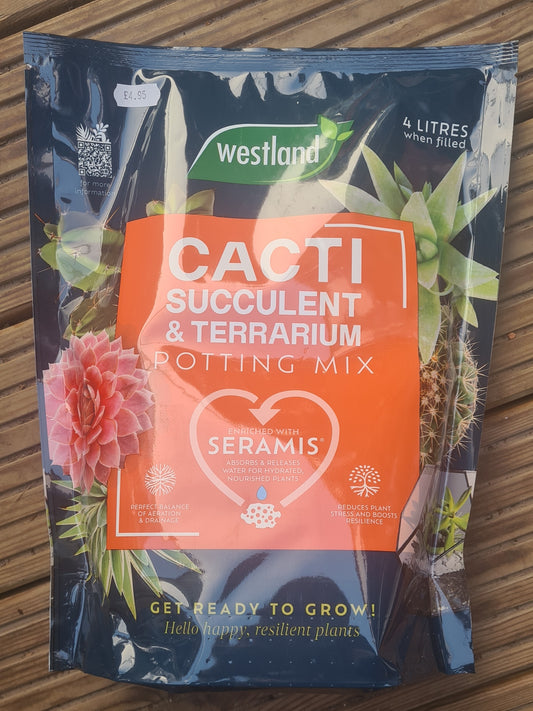 £4.95
for more
information
westland
4 LITRES
when filled
CACTI
SUCCULENT
& TERRARIUM
POTTING MIX
ENRICHED WITH
SERAMIS®
ABSORBS & RELEASES
WATER FOR HYDRATED,
NOURISHED PLANTS
PERFECT BALANCE
OF AERATION
& DRAINAGE
REDUCES PLANT
STRESS AND BOOSTS
RESILIENCE
GET READY TO GROW!
Hello happy, resilient plants